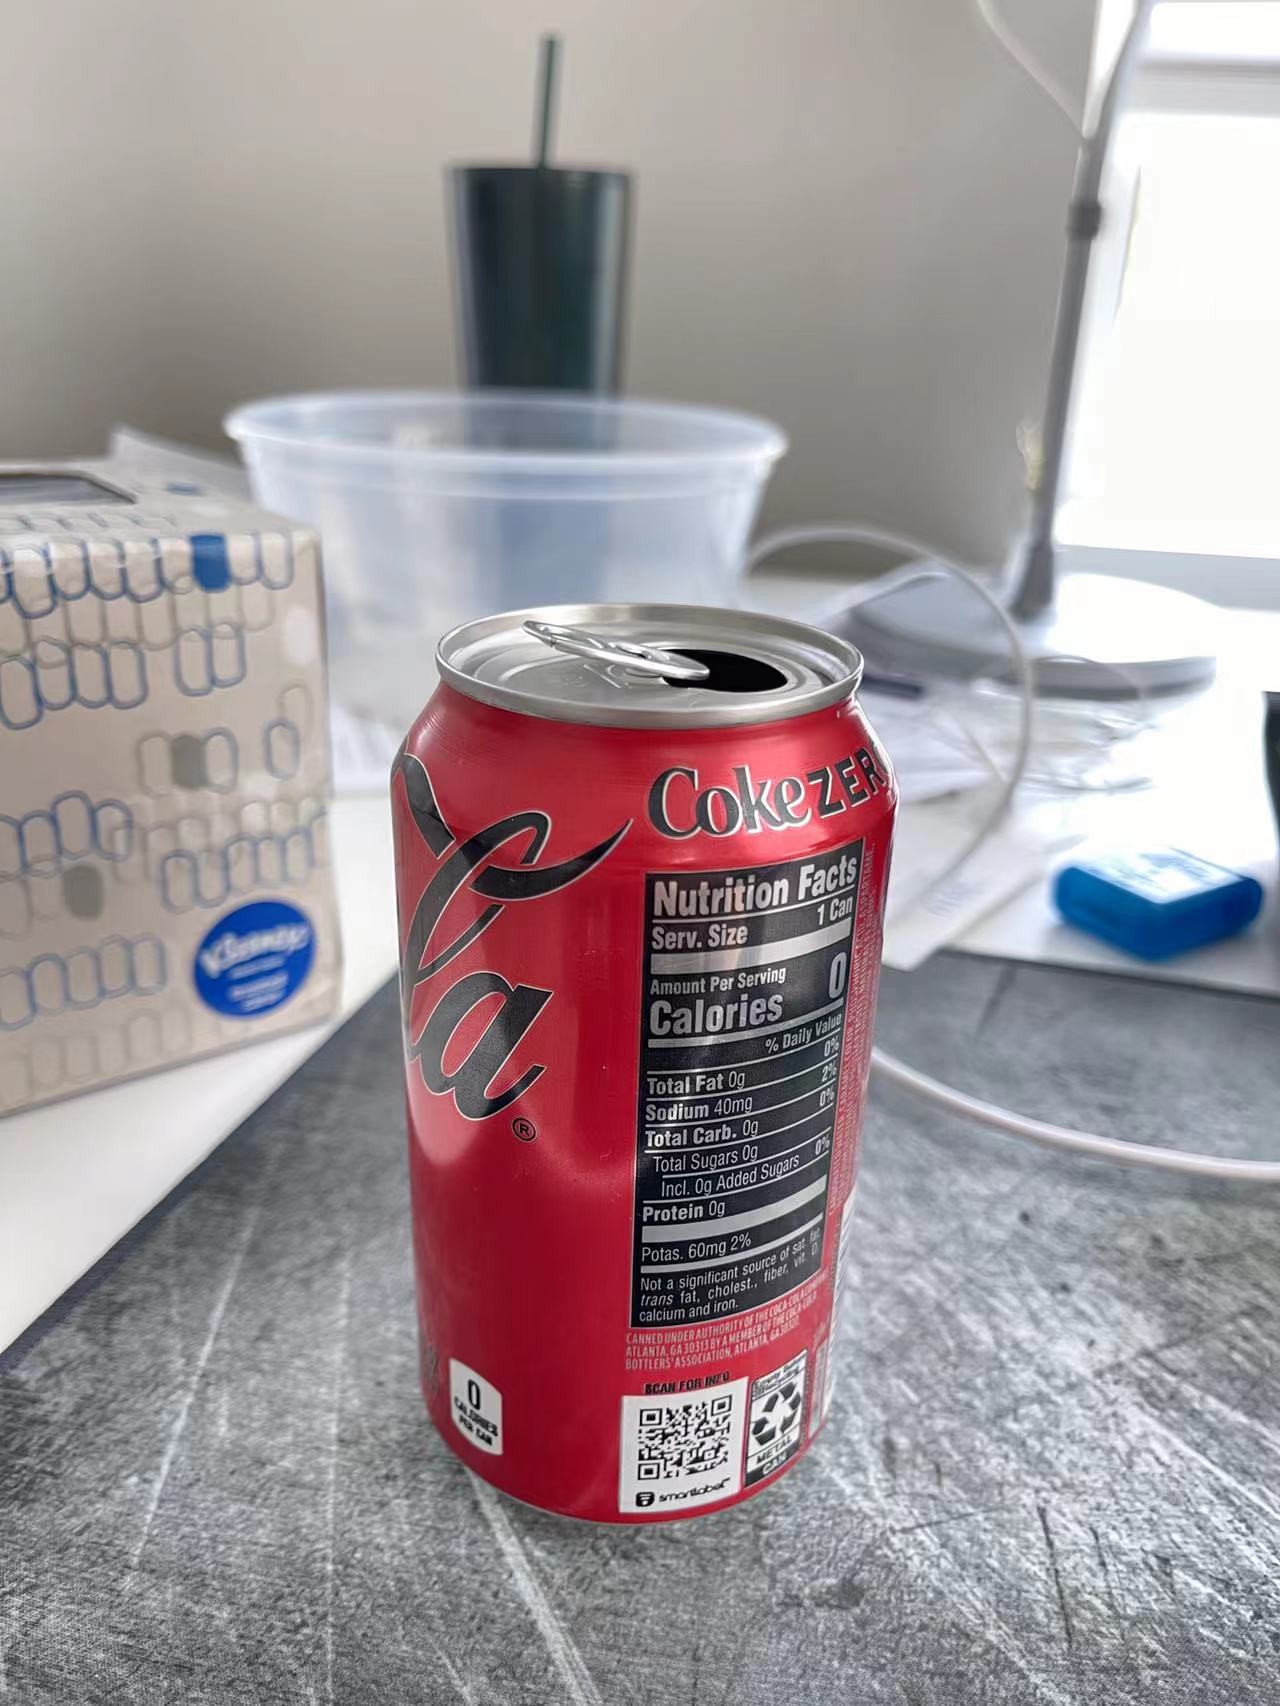 Coke ZERO
la®
Nutrition Facts
Serv. Size 1 Can
Amount Per Serving
Calories 0
% Daily Value
Total Fat 0g 0%
Sodium 40mg 2%
Total Carb. 0g 0%
Total Sugars 0g
Incl. 0g Added Sugars 0%
Protein 0g
Potas. 60mg 2%
Not a significant source of sat. fat,
trans fat, cholest., fiber, vit. D,
calcium and iron.
CANNED UNDER AUTHORITY OF THE COCA-COLA COMPANY,
ATLANTA, GA 30313 BY A MEMBER OF THE COCA-COLA
BOTTLERS' ASSOCIATION, ATLANTA, GA 30327.
SCAN FOR INFO
smartlabel
METAL
CAN
0
CALORIES
PER CAN
Kleenex